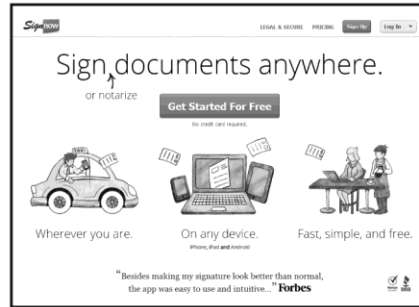 Signnow
LEGAL & SECURE PRICING Sign Up Log In
Sign documents anywhere.
or notarize
Get Started For Free
No credit card required.
TAXI
Wherever you are.
On any device.
iPhone, iPad and Android
Fast, simple, and free.
"Besides making my signature look better than normal,
the app was easy to use and intuitive..." Forbes